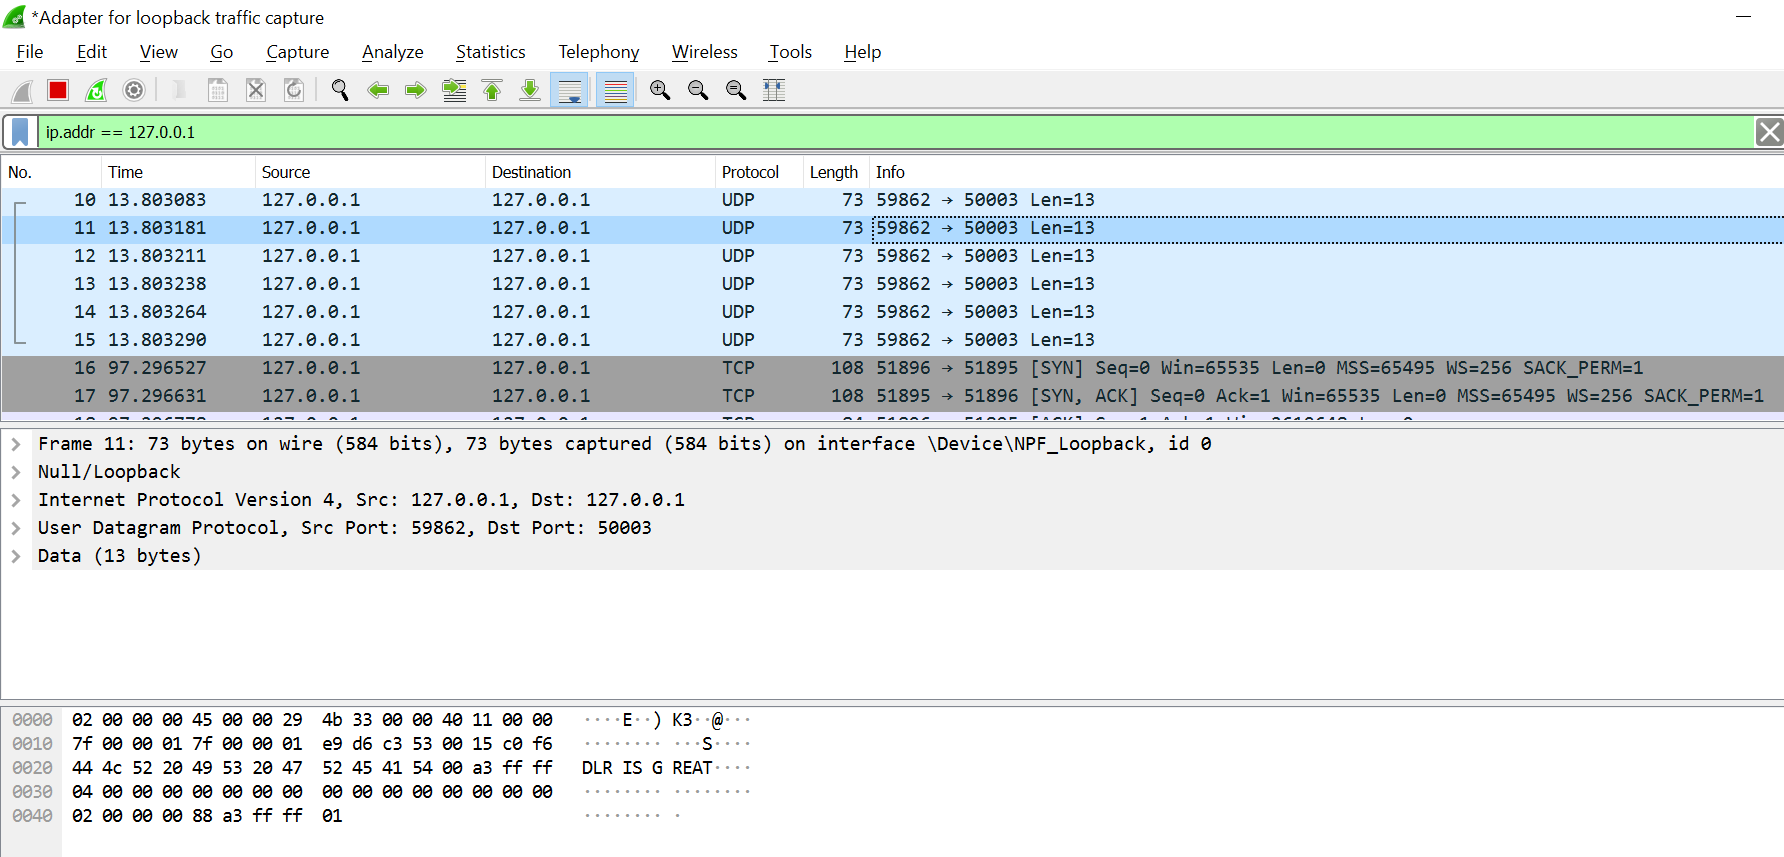 *Adapter for loopback traffic capture
File Edit View Go Capture Analyze Statistics Telephony Wireless Tools Help
ip.addr == 127.0.0.1
No. Time Source Destination Protocol Length Info
10 13.803083 127.0.0.1 127.0.0.1 UDP 73 59862 → 50003 Len=13
11 13.803181 127.0.0.1 127.0.0.1 UDP 73 59862 → 50003 Len=13
12 13.803211 127.0.0.1 127.0.0.1 UDP 73 59862 → 50003 Len=13
13 13.803238 127.0.0.1 127.0.0.1 UDP 73 59862 → 50003 Len=13
14 13.803264 127.0.0.1 127.0.0.1 UDP 73 59862 → 50003 Len=13
15 13.803290 127.0.0.1 127.0.0.1 UDP 73 59862 → 50003 Len=13
16 97.296527 127.0.0.1 127.0.0.1 TCP 108 51896 → 51895 [SYN] Seq=0 Win=65535 Len=0 MSS=65495 WS=256 SACK_PERM=1
17 97.296631 127.0.0.1 127.0.0.1 TCP 108 51895 → 51896 [SYN, ACK] Seq=0 Ack=1 Win=65535 Len=0 MSS=65495 WS=256 SACK_PERM=1
Frame 11: 73 bytes on wire (584 bits), 73 bytes captured (584 bits) on interface \Device\NPF_Loopback, id 0
Null/Loopback
Internet Protocol Version 4, Src: 127.0.0.1, Dst: 127.0.0.1
User Datagram Protocol, Src Port: 59862, Dst Port: 50003
Data (13 bytes)
0000 02 00 00 00 45 00 00 29 4b 33 00 00 40 11 00 00 ····E··) K3··@···
0010 7f 00 00 01 7f 00 00 01 e9 d6 c3 53 00 15 c0 f6 ········ ···S····
0020 44 4c 52 20 49 53 20 47 52 45 41 54 00 a3 ff ff DLR IS G REAT····
0030 04 00 00 00 00 00 00 00 00 00 00 00 00 00 00 00 ········ ········
0040 02 00 00 00 88 a3 ff ff 01 ········ ·